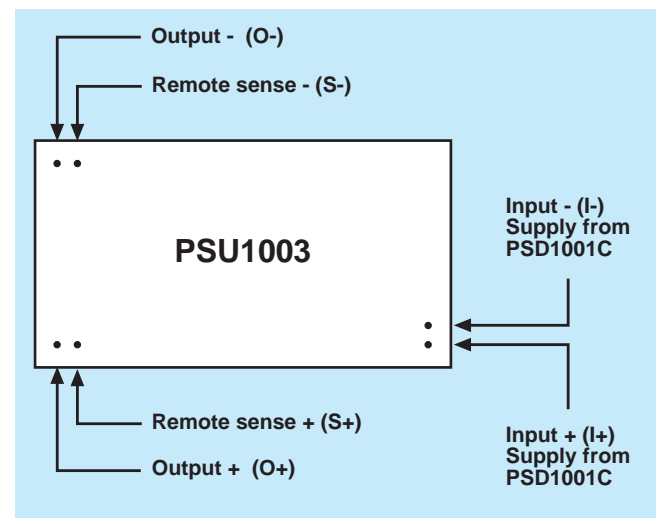 Output - (O-)
Remote sense - (S-)
PSU1003
Input - (I-)
Supply from
PSD1001C
Remote sense + (S+)
Output + (O+)
Input + (I+)
Supply from
PSD1001C